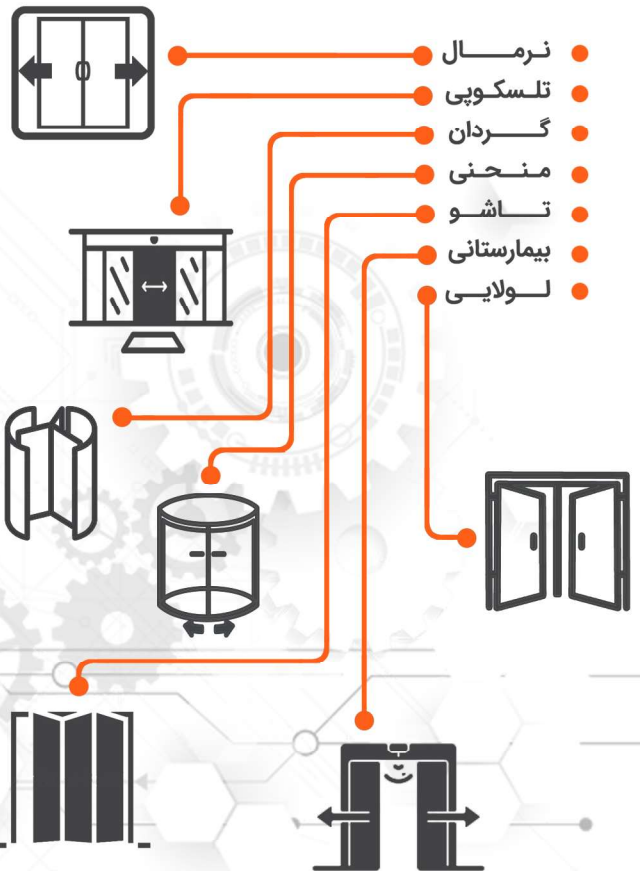 نرمال
تلسکوپی
گردان
منحنی
تاشو
بیمارستانی
لولایی